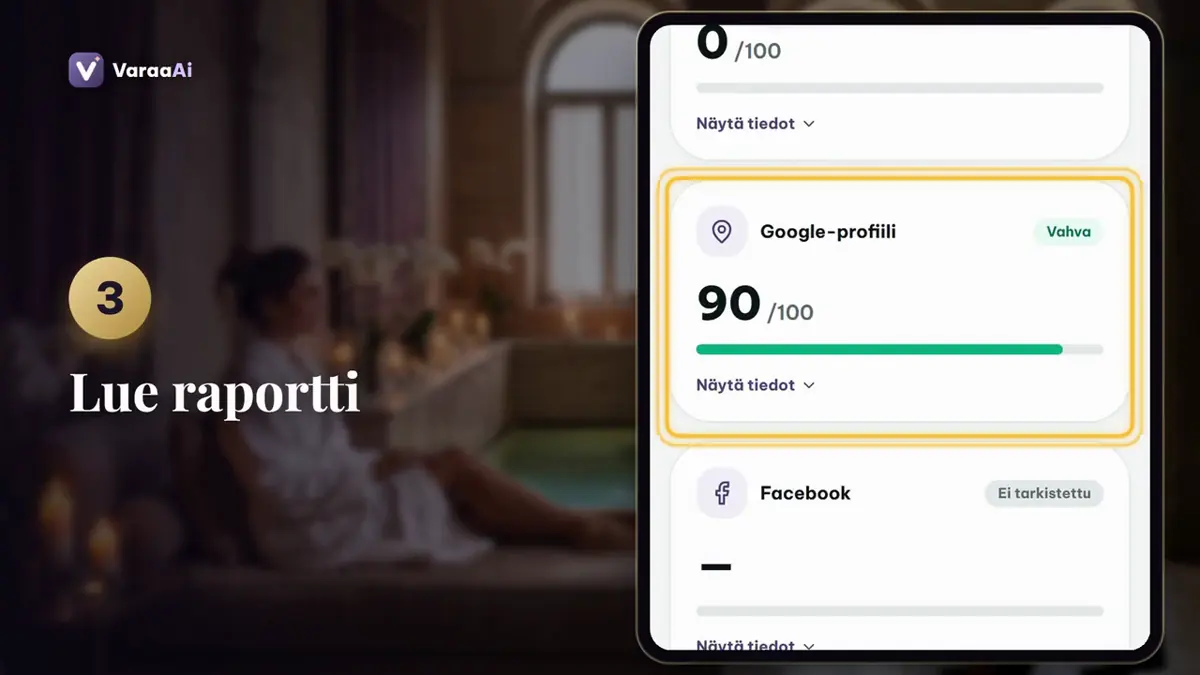 VaraaAi
3
Lue raportti
0 /100
Näytä tiedot
Google-profiili
Vahva
90 /100
Näytä tiedot
Facebook
Ei tarkistettu
–
Näytä tiedot